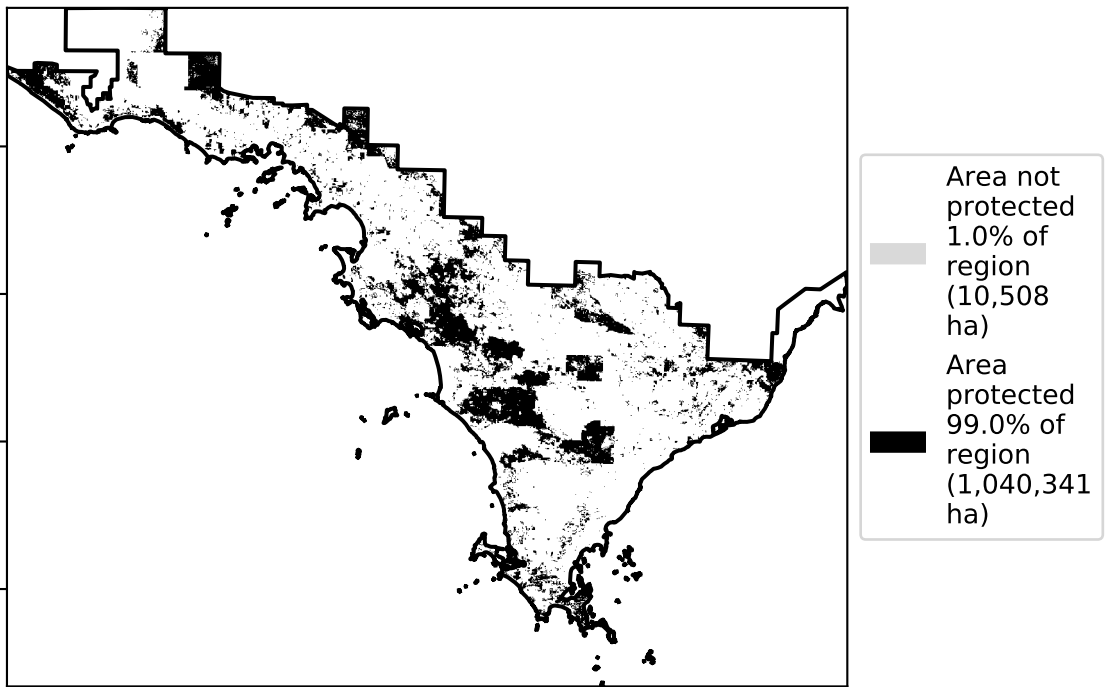 Area not
protected
1.0% of
region
(10,508
ha)
Area
protected
99.0% of
region
(1,040,341
ha)